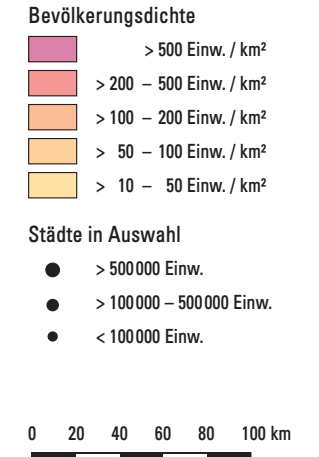 Bevölkerungsdichte
> 500 Einw. / km²
> 200 – 500 Einw. / km²
> 100 – 200 Einw. / km²
> 50 – 100 Einw. / km²
> 10 – 50 Einw. / km²
Städte in Auswahl
> 500 000 Einw.
> 100 000 – 500 000 Einw.
< 100 000 Einw.
0 20 40 60 80 100 km